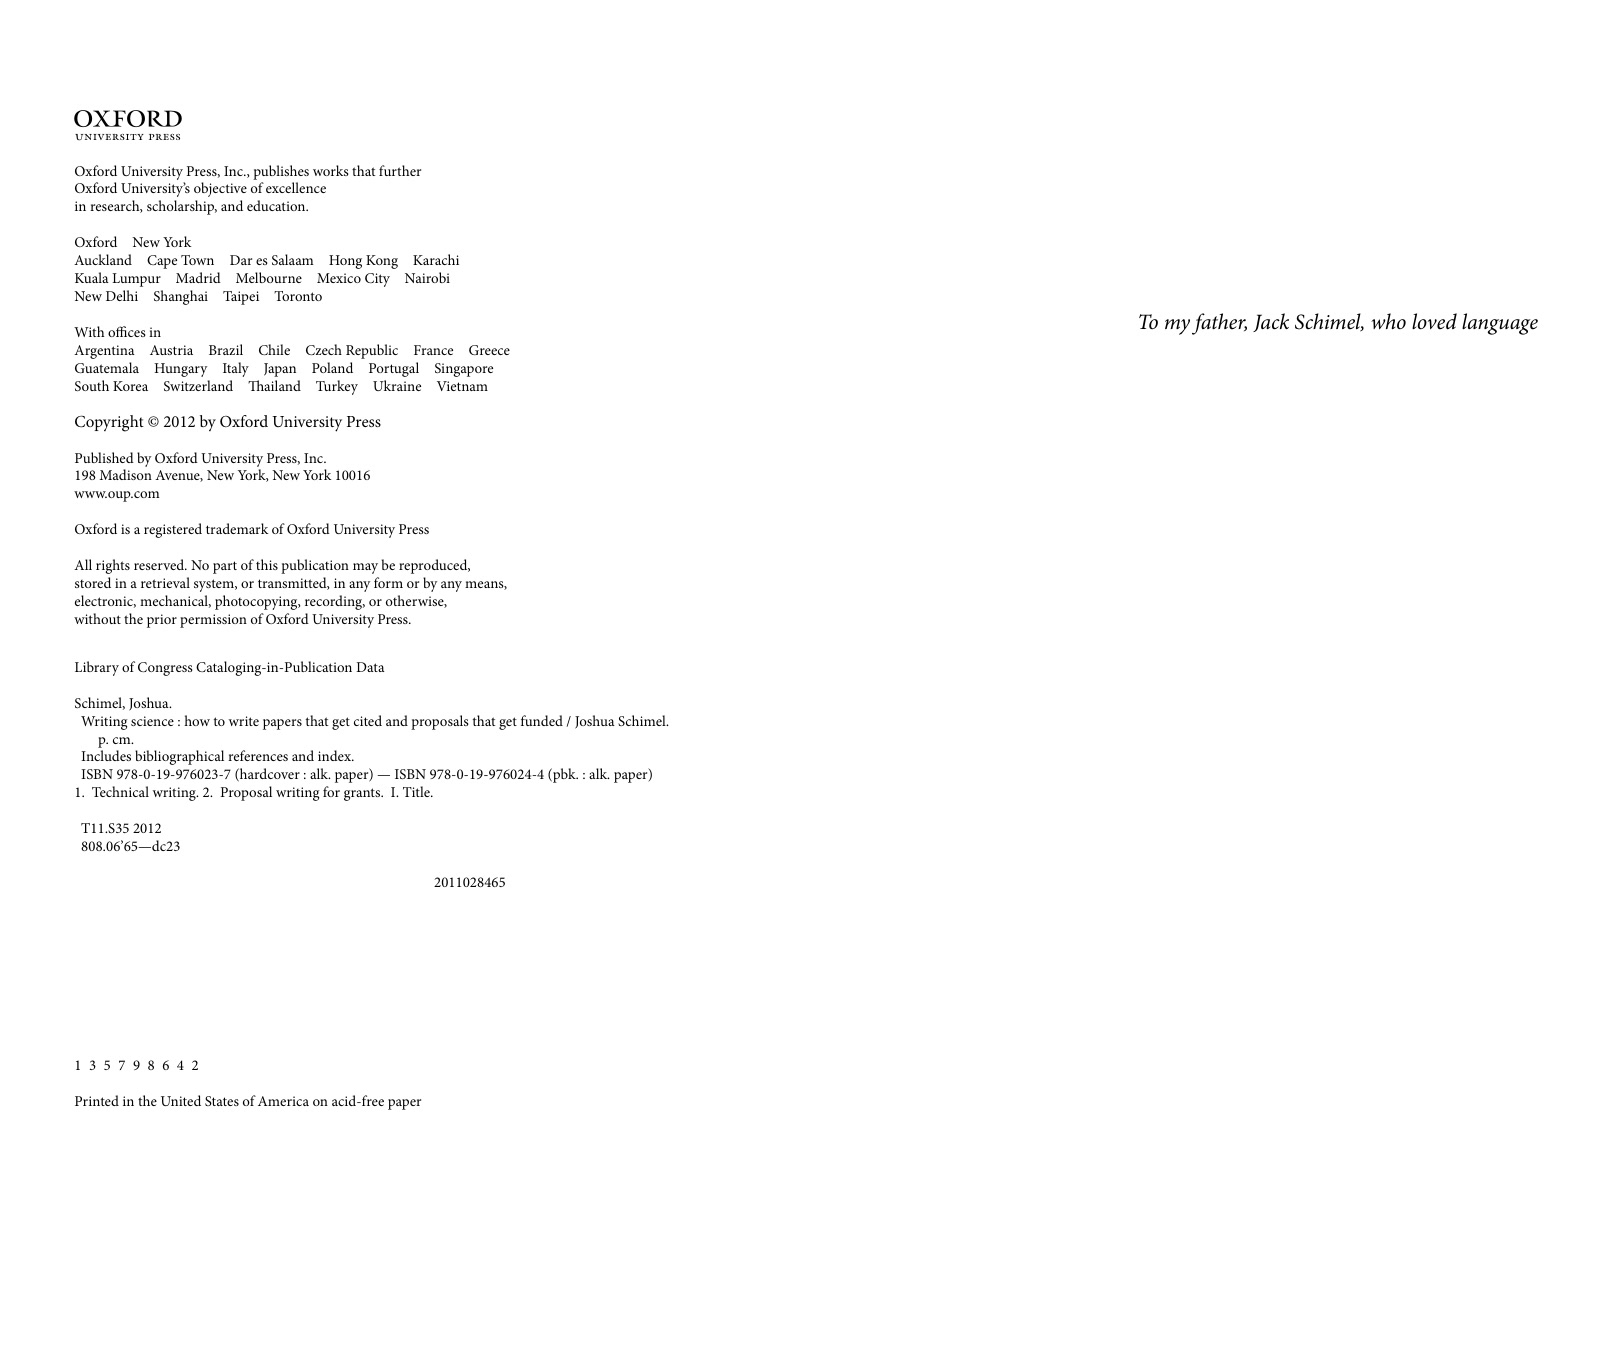 OXFORD
UNIVERSITY PRESS
Oxford University Press, Inc., publishes works that further
Oxford University's objective of excellence
in research, scholarship, and education.
Oxford New York
Auckland Cape Town Dar es Salaam Hong Kong Karachi
Kuala Lumpur Madrid Melbourne Mexico City Nairobi
New Delhi Shanghai Taipei Toronto
With offices in
Argentina Austria Brazil Chile Czech Republic France Greece
Guatemala Hungary Italy Japan Poland Portugal Singapore
South Korea Switzerland Thailand Turkey Ukraine Vietnam
Copyright © 2012 by Oxford University Press
Published by Oxford University Press, Inc.
198 Madison Avenue, New York, New York 10016
www.oup.com
Oxford is a registered trademark of Oxford University Press
All rights reserved. No part of this publication may be reproduced,
stored in a retrieval system, or transmitted, in any form or by any means,
electronic, mechanical, photocopying, recording, or otherwise,
without the prior permission of Oxford University Press.
Library of Congress Cataloging-in-Publication Data
Schimel, Joshua.
Writing science : how to write papers that get cited and proposals that get funded / Joshua Schimel.
p. cm.
Includes bibliographical references and index.
ISBN 978-0-19-976023-7 (hardcover : alk. paper) — ISBN 978-0-19-976024-4 (pbk. : alk. paper)
1. Technical writing. 2. Proposal writing for grants. I. Title.
T11.S35 2012
808.06'65—dc23
2011028465
1 3 5 7 9 8 6 4 2
Printed in the United States of America on acid-free paper
To my father, Jack Schimel, who loved language